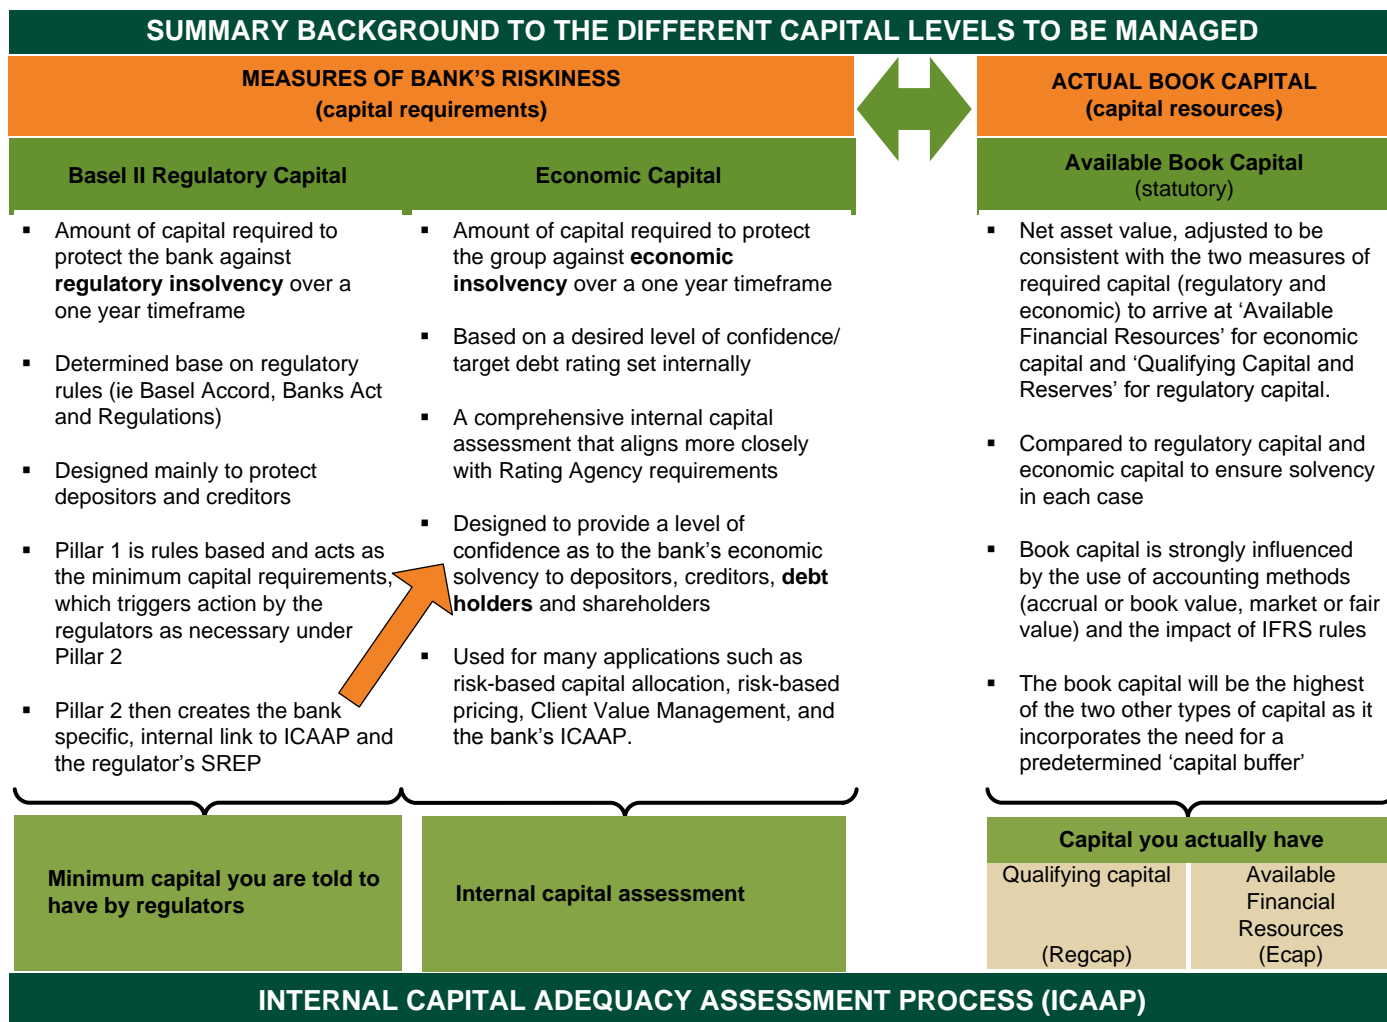 SUMMARY BACKGROUND TO THE DIFFERENT CAPITAL LEVELS TO BE MANAGED
MEASURES OF BANK'S RISKINESS
(capital requirements)
ACTUAL BOOK CAPITAL
(capital resources)
Basel II Regulatory Capital
Economic Capital
Available Book Capital
(statutory)
▪ Amount of capital required to
protect the bank against
regulatory insolvency over a
one year timeframe
▪ Determined base on regulatory
rules (ie Basel Accord, Banks Act
and Regulations)
▪ Designed mainly to protect
depositors and creditors
▪ Pillar 1 is rules based and acts as
the minimum capital requirements,
which triggers action by the
regulators as necessary under
Pillar 2
▪ Pillar 2 then creates the bank
specific, internal link to ICAAP and
the regulator's SREP
▪ Amount of capital required to protect
the group against economic
insolvency over a one year timeframe
▪ Based on a desired level of confidence/
target debt rating set internally
▪ A comprehensive internal capital
assessment that aligns more closely
with Rating Agency requirements
▪ Designed to provide a level of
confidence as to the bank's economic
solvency to depositors, creditors, debt
holders and shareholders
▪ Used for many applications such as
risk-based capital allocation, risk-based
pricing, Client Value Management, and
the bank's ICAAP.
▪ Net asset value, adjusted to be
consistent with the two measures of
required capital (regulatory and
economic) to arrive at 'Available
Financial Resources' for economic
capital and 'Qualifying Capital and
Reserves' for regulatory capital.
▪ Compared to regulatory capital and
economic capital to ensure solvency
in each case
▪ Book capital is strongly influenced
by the use of accounting methods
(accrual or book value, market or fair
value) and the impact of IFRS rules
▪ The book capital will be the highest
of the two other types of capital as it
incorporates the need for a
predetermined 'capital buffer'
Minimum capital you are told to
have by regulators
Internal capital assessment
Capital you actually have
Qualifying capital
(Regcap)
Available
Financial
Resources
(Ecap)
INTERNAL CAPITAL ADEQUACY ASSESSMENT PROCESS (ICAAP)